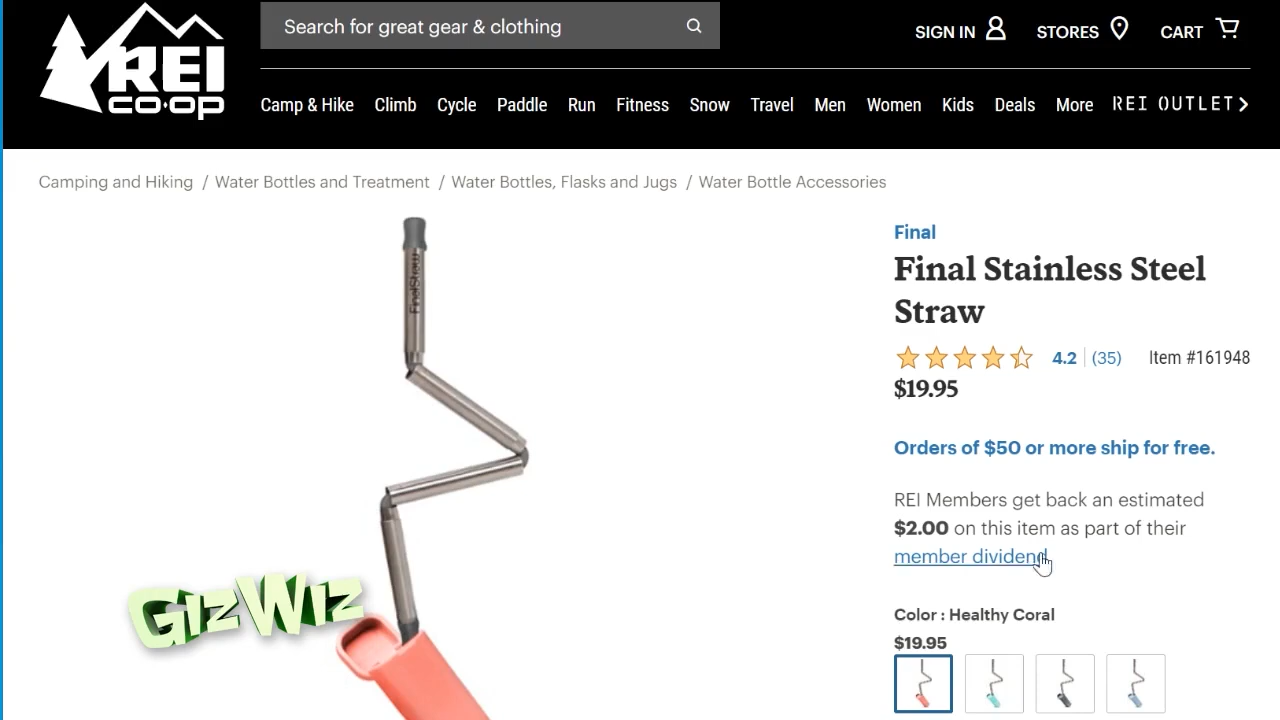 REI
CO·OP
Search for great gear & clothing
SIGN IN
STORES
CART
Camp & Hike
Climb
Cycle
Paddle
Run
Fitness
Snow
Travel
Men
Women
Kids
Deals
More
REI OUTLET
Camping and Hiking / Water Bottles and Treatment / Water Bottles, Flasks and Jugs / Water Bottle Accessories
FinalStraw
GizWiz
Final
Final Stainless Steel
Straw
4.2 (35) Item #161948
$19.95
Orders of $50 or more ship for free.
REI Members get back an estimated
$2.00 on this item as part of their
member dividend
Color : Healthy Coral
$19.95